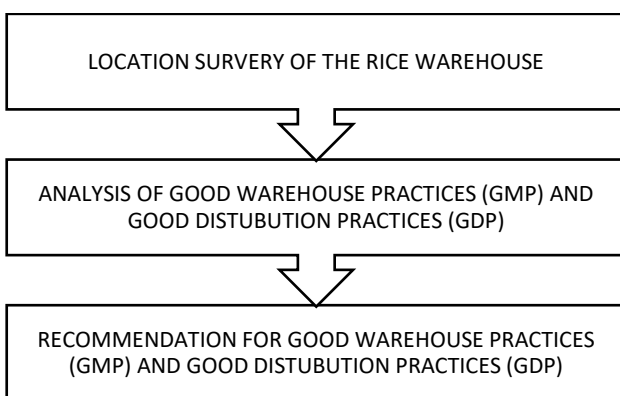 LOCATION SURVERY OF THE RICE WAREHOUSE
ANALYSIS OF GOOD WAREHOUSE PRACTICES (GMP) AND
GOOD DISTUBUTION PRACTICES (GDP)
RECOMMENDATION FOR GOOD WAREHOUSE PRACTICES
(GMP) AND GOOD DISTUBUTION PRACTICES (GDP)